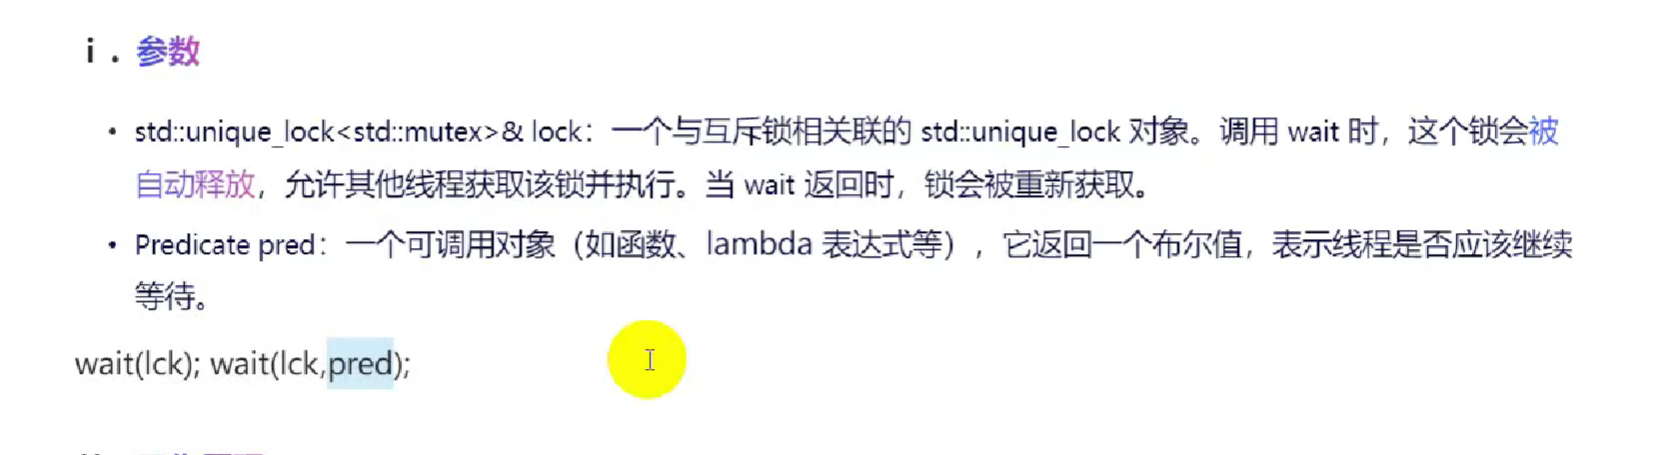 i．参数
• std::unique_lock<std::mutex>& lock：一个与互斥锁相关联的 std::unique_lock 对象。调用 wait 时，这个锁会被
自动释放，允许其他线程获取该锁并执行。当 wait 返回时，锁会被重新获取。
• Predicate pred：一个可调用对象（如函数、lambda 表达式等），它返回一个布尔值，表示线程是否应该继续
等待。
wait(lck); wait(lck,pred);